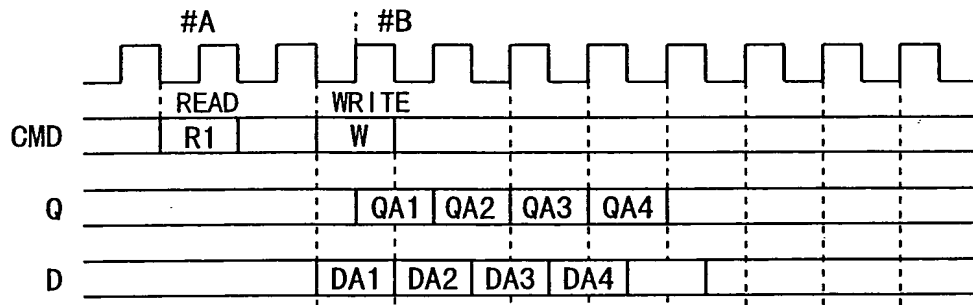 #A #B
READ WRITE
CMD R1 W
Q QA1 QA2 QA3 QA4
D DA1 DA2 DA3 DA4